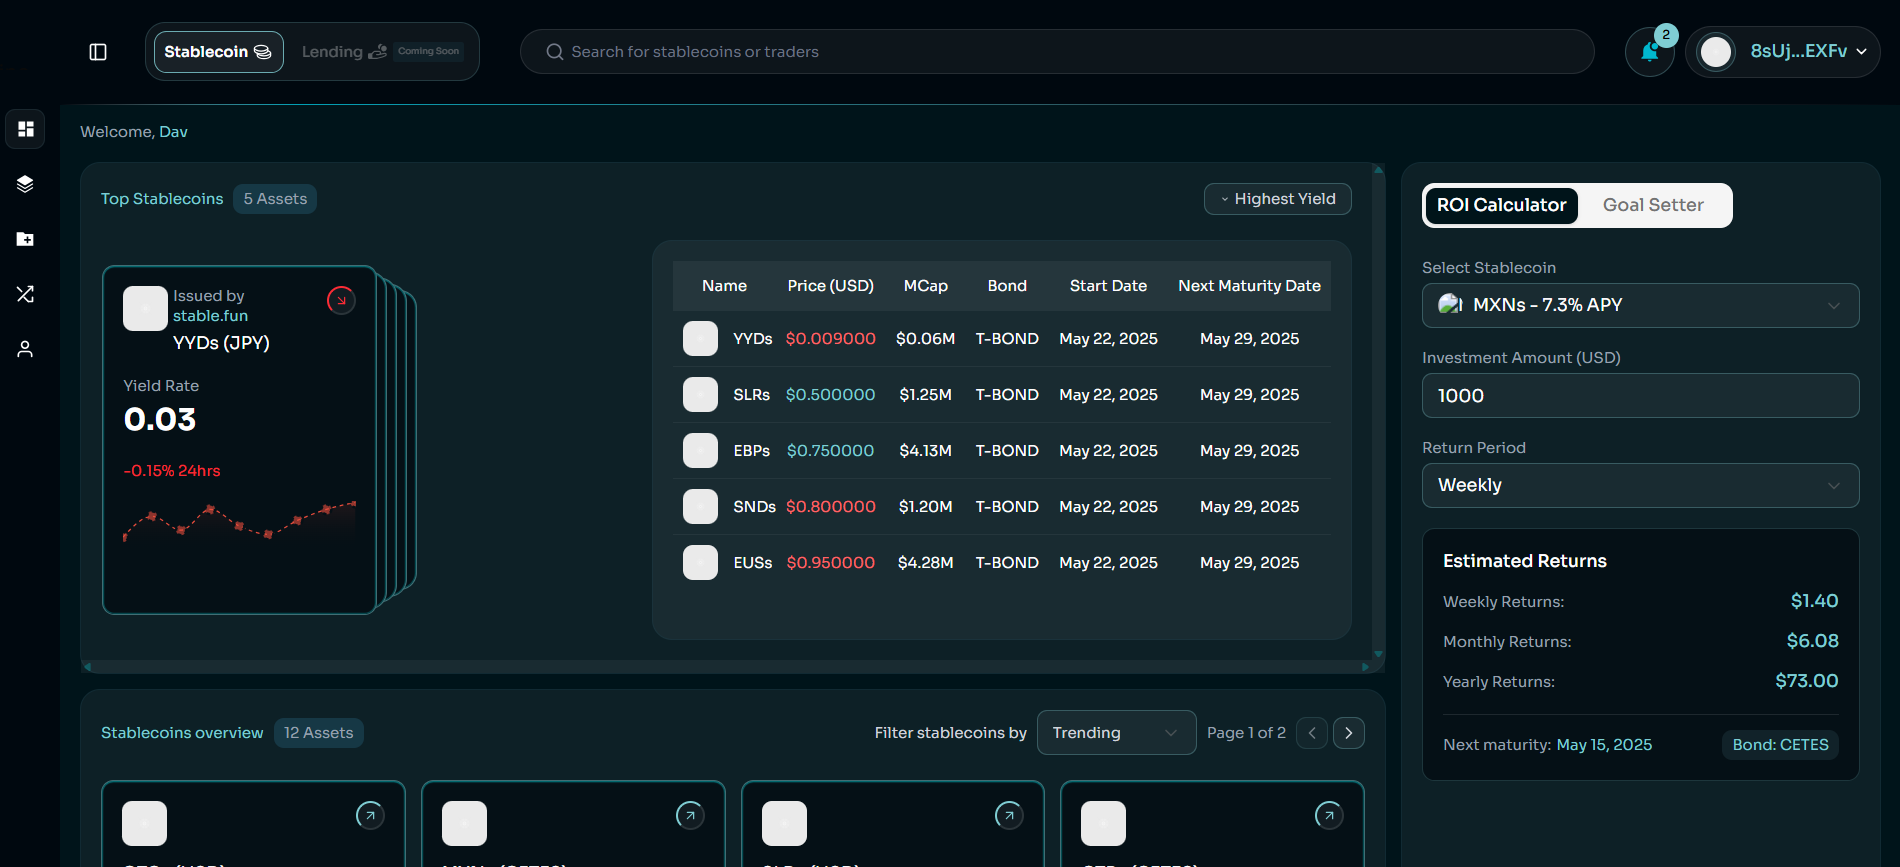 Stablecoin
Lending
Coming Soon
Search for stablecoins or traders
2
8sUj...EXFv
Welcome, Dav
Top Stablecoins
5 Assets
Highest Yield
Issued by
stable.fun
YYDs (JPY)
Yield Rate
0.03
-0.15% 24hrs
Name Price (USD) MCap Bond Start Date Next Maturity Date
YYDs $0.009000 $0.06M T-BOND May 22, 2025 May 29, 2025
SLRs $0.500000 $1.25M T-BOND May 22, 2025 May 29, 2025
EBPs $0.750000 $4.13M T-BOND May 22, 2025 May 29, 2025
SNDs $0.800000 $1.20M T-BOND May 22, 2025 May 29, 2025
EUSs $0.950000 $4.28M T-BOND May 22, 2025 May 29, 2025
ROI Calculator
Goal Setter
Select Stablecoin
MXNs - 7.3% APY
Investment Amount (USD)
1000
Return Period
Weekly
Estimated Returns
Weekly Returns: $1.40
Monthly Returns: $6.08
Yearly Returns: $73.00
Next maturity: May 15, 2025
Bond: CETES
Stablecoins overview
12 Assets
Filter stablecoins by
Trending
Page 1 of 2